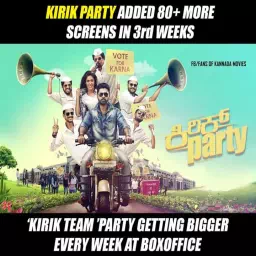 KIRIK PARTY ADDED 80+ MORE
SCREENS IN 3rd WEEKS
FB/FANS OF KANNADA MOVIES
VOTE
FOR
KARNA
ಕಿರಿಕ್
party
'KIRIK TEAM 'PARTY GETTING BIGGER
EVERY WEEK AT BOXOFFICE